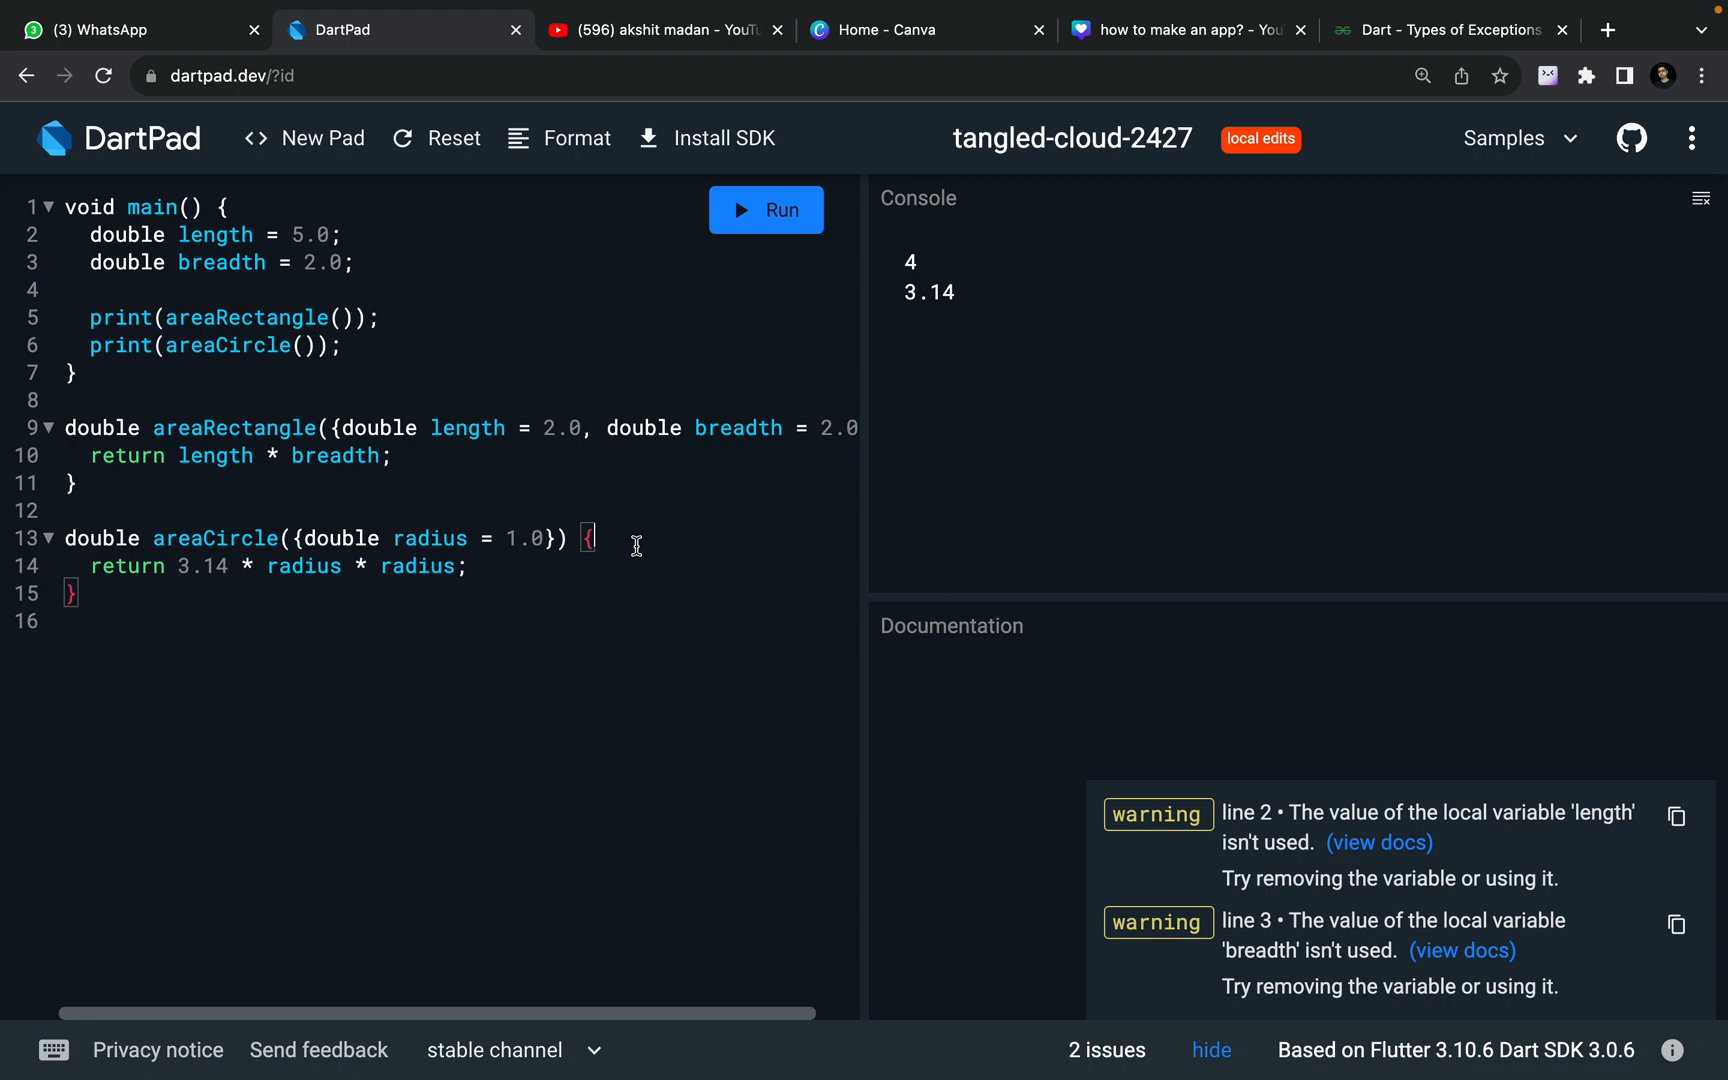 (3) WhatsApp
DartPad
(596) akshit madan - YouTu
Home - Canva
how to make an app? - You
Dart - Types of Exceptions
dartpad.dev/?id
DartPad
<> New Pad
Reset
Format
Install SDK
tangled-cloud-2427
local edits
Samples
1 void main() {
2 double length = 5.0;
3 double breadth = 2.0;
4
5 print(areaRectangle());
6 print(areaCircle());
7 }
8
9 double areaRectangle({double length = 2.0, double breadth = 2.0
10 return length * breadth;
11 }
12
13 double areaCircle({double radius = 1.0}) {
14 return 3.14 * radius * radius;
15 }
16
Run
Console
4
3.14
Documentation
warning line 2 • The value of the local variable 'length'
isn't used. (view docs)
Try removing the variable or using it.
warning line 3 • The value of the local variable
'breadth' isn't used. (view docs)
Try removing the variable or using it.
Privacy notice
Send feedback
stable channel
2 issues
hide
Based on Flutter 3.10.6 Dart SDK 3.0.6